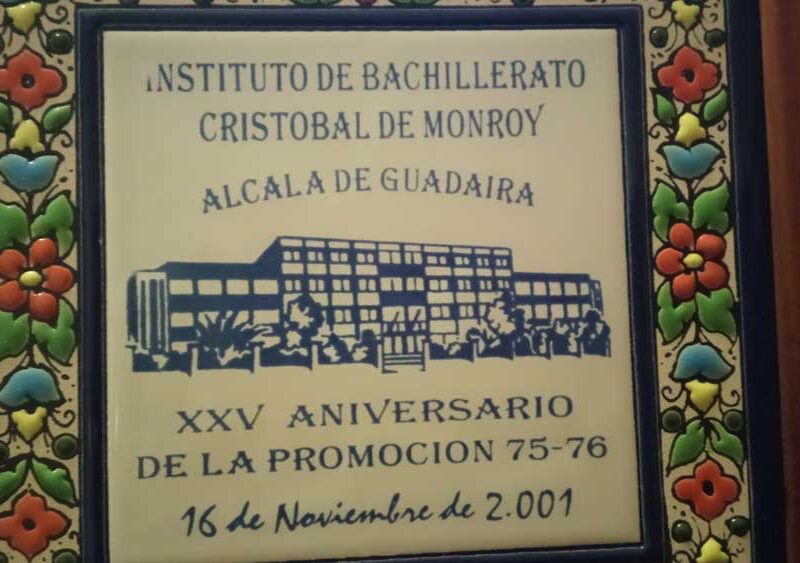 INSTITUTO DE BACHILLERATO
CRISTOBAL DE MONROY
ALCALA DE GUADAIRA
XXV ANIVERSARIO
DE LA PROMOCION 75-76
16 de Noviembre de 2.001